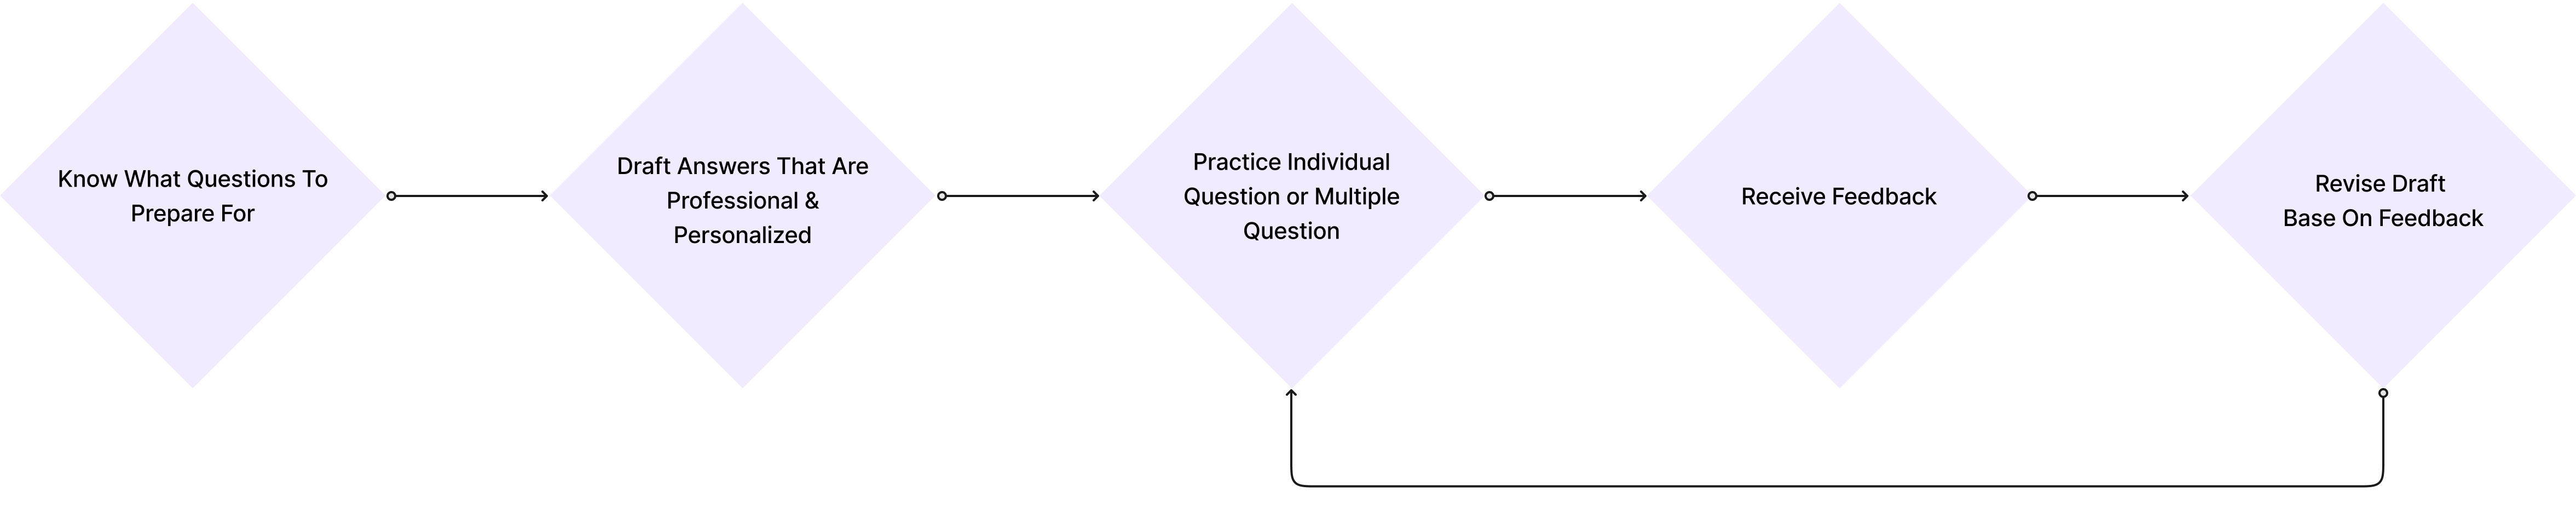 Know What Questions To
Prepare For
Draft Answers That Are
Professional &
Personalized
Practice Individual
Question or Multiple
Question
Receive Feedback
Revise Draft
Base On Feedback